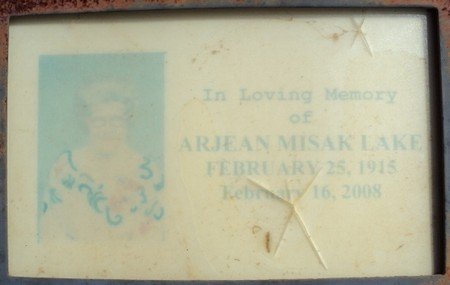 In Loving Memory
of
ARJEAN MISAK LAKE
FEBRUARY 25, 1915
February 16, 2008